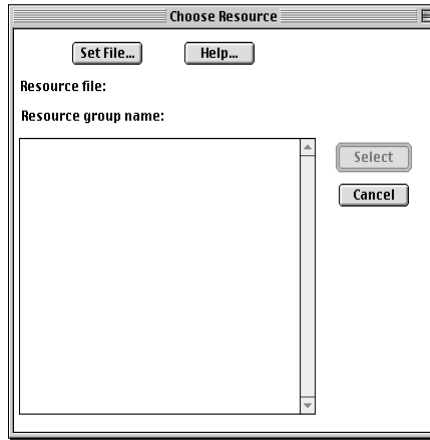 Choose Resource
Set File... Help...
Resource file:
Resource group name:
Select
Cancel